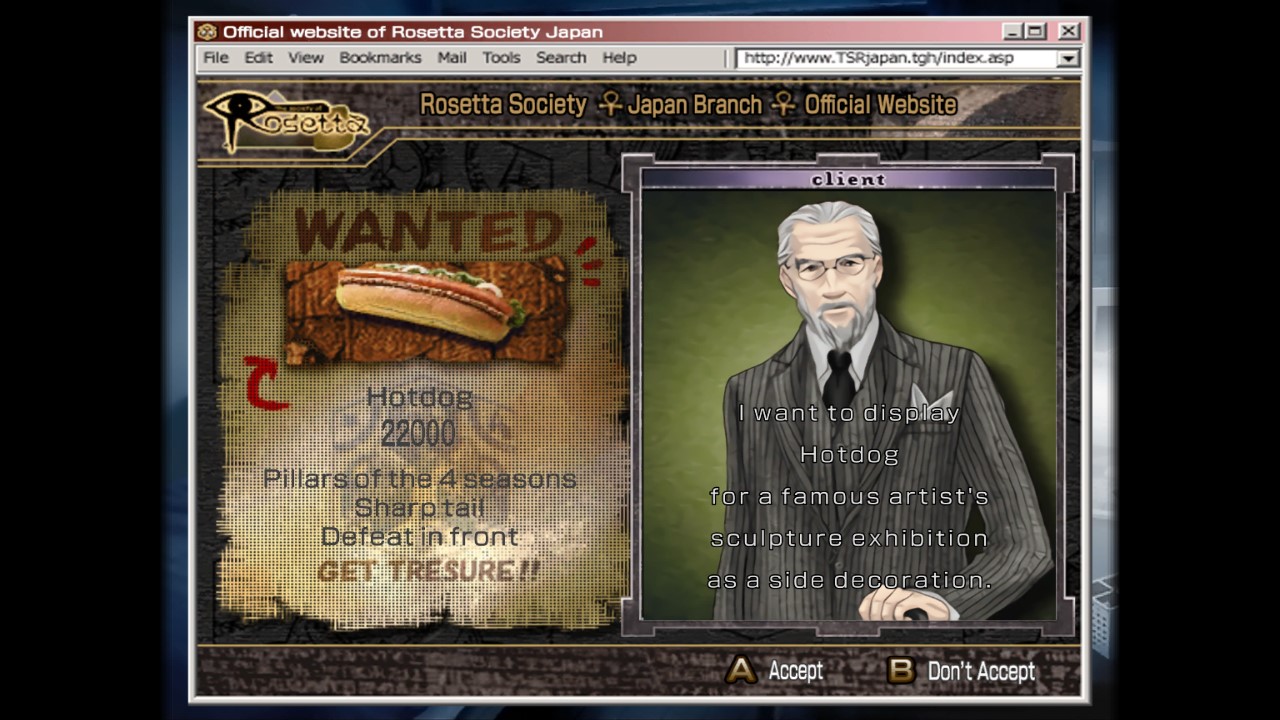 Official website of Rosetta Society Japan
File Edit View Bookmarks Mail Tools Search Help
http://www.TSRjapan.tgh/index.asp
The society of
Rosetta
Rosetta Society Japan Branch Official Website
WANTED
Hotdog
22000
Pillars of the 4 seasons
Sharp tail
Defeat in front
GET TRESURE!!
client
I want to display
Hotdog
for a famous artist's
sculpture exhibition
as a side decoration.
A Accept B Don't Accept